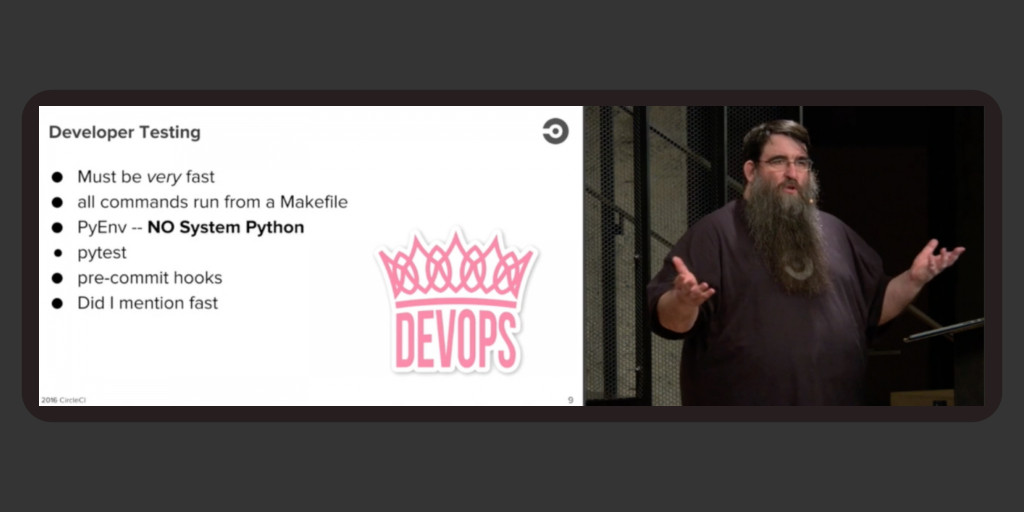 Developer Testing
Must be very fast
all commands run from a Makefile
PyEnv -- NO System Python
pytest
pre-commit hooks
Did I mention fast
DEVOPS
2016 CircleCI
9